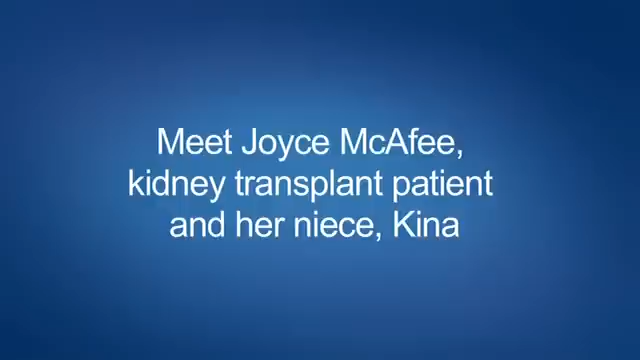 Meet Joyce McAfee,
kidney transplant patient
and her niece, Kina